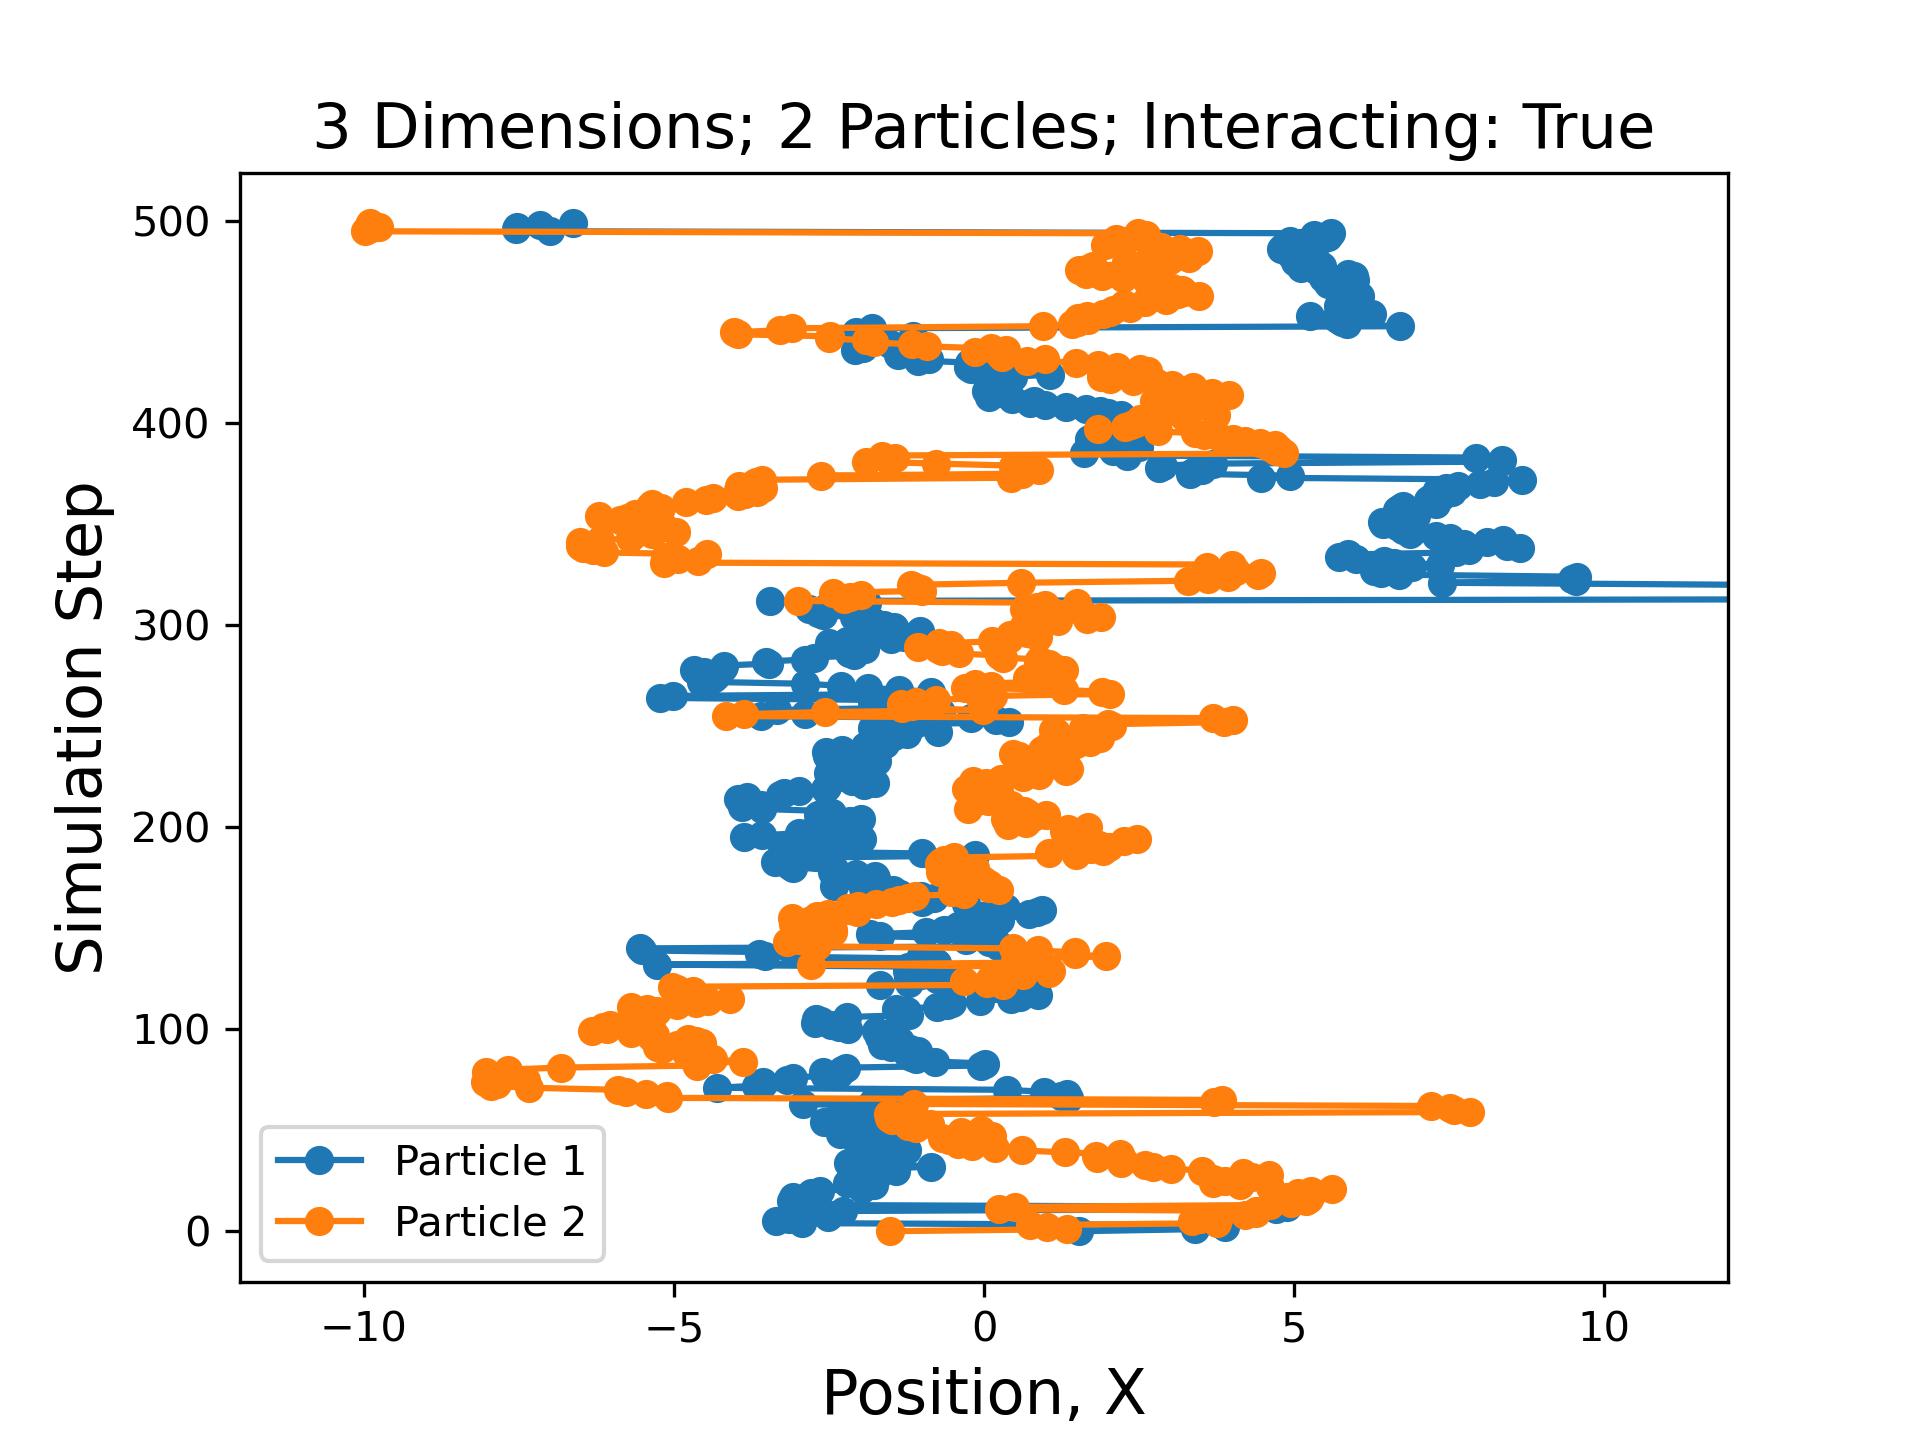 3 Dimensions; 2 Particles; Interacting: True
Simulation Step
500
400
300
200
100
0
Particle 1
Particle 2
−10
−5
0
5
10
Position, X